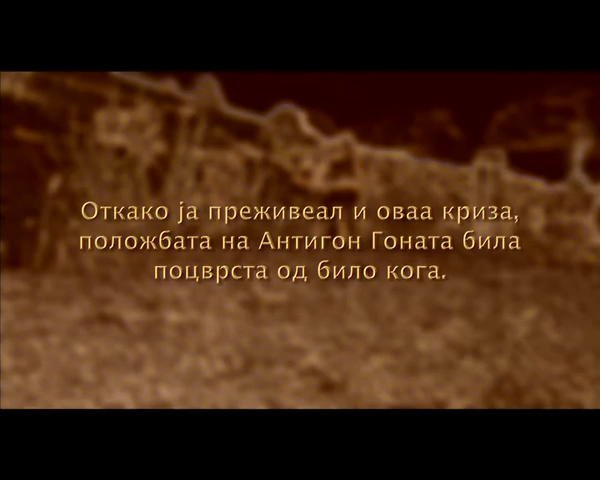 Откако ја преживеал и оваа криза,
положбата на Антигон Гоната била
поцврста од било кога.